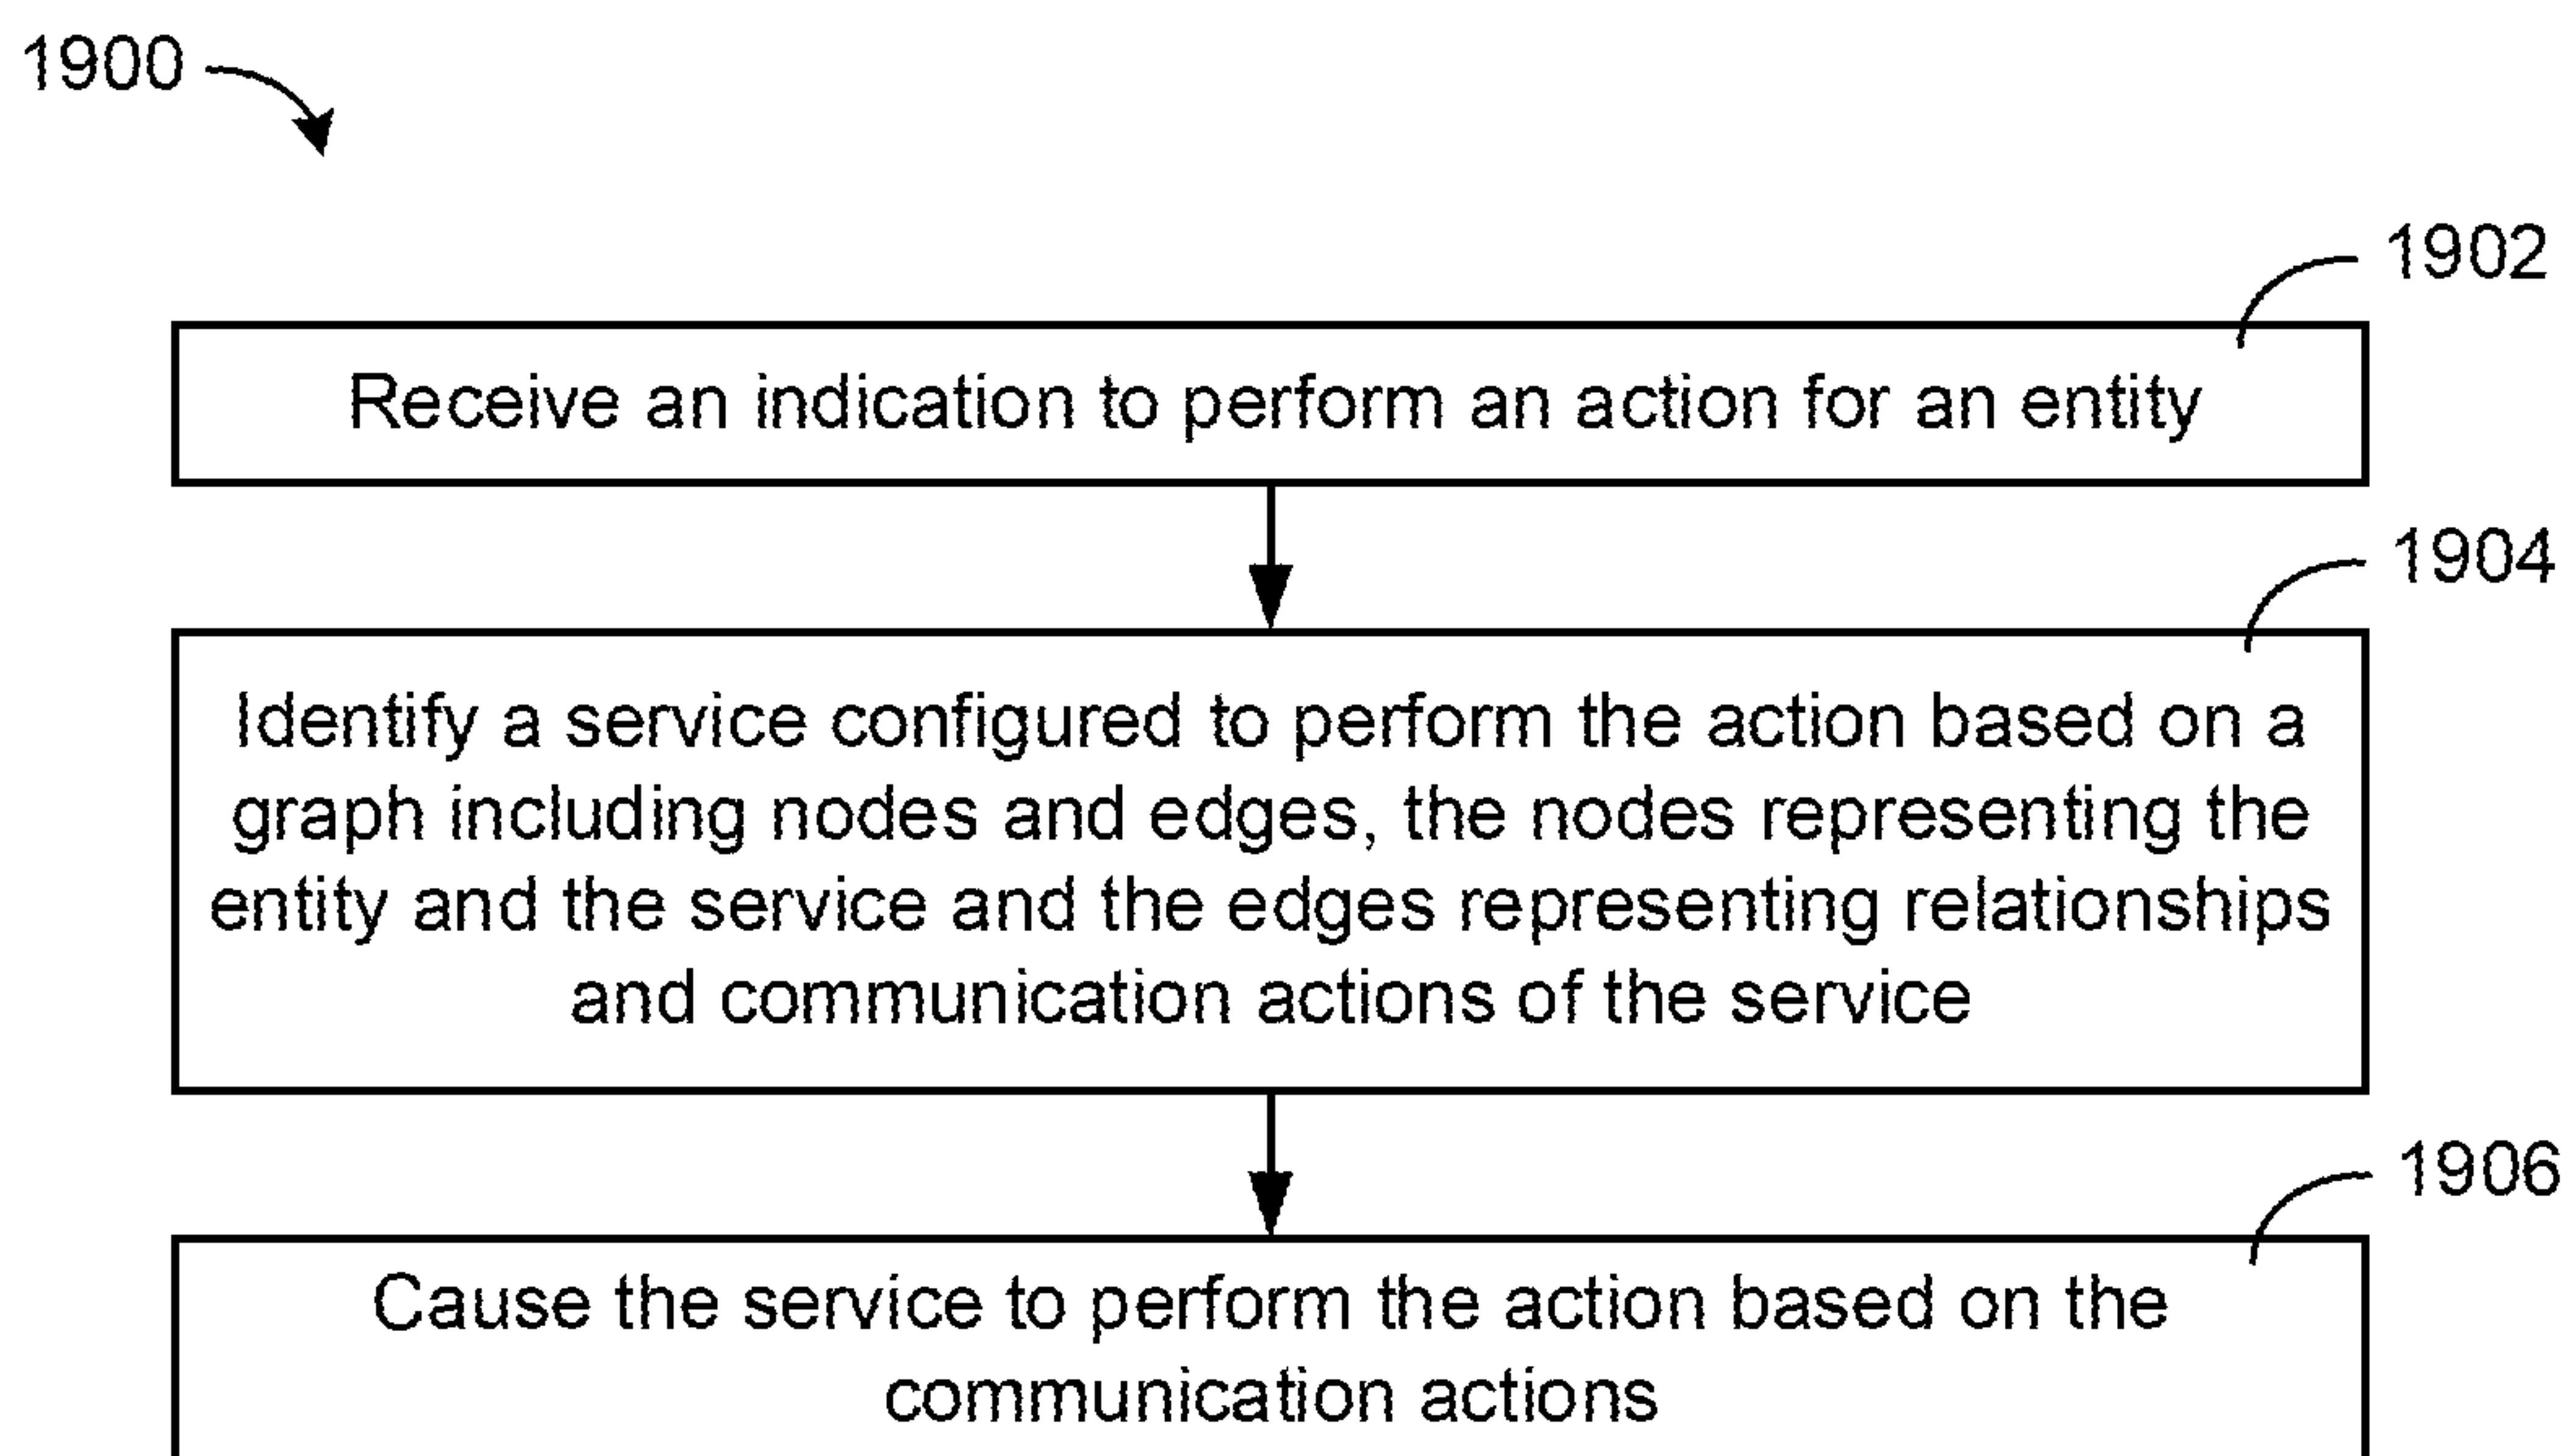 1900
1902
Receive an indication to perform an action for an entity
1904
Identify a service configured to perform the action based on a
graph including nodes and edges, the nodes representing the
entity and the service and the edges representing relationships
and communication actions of the service
1906
Cause the service to perform the action based on the
communication actions